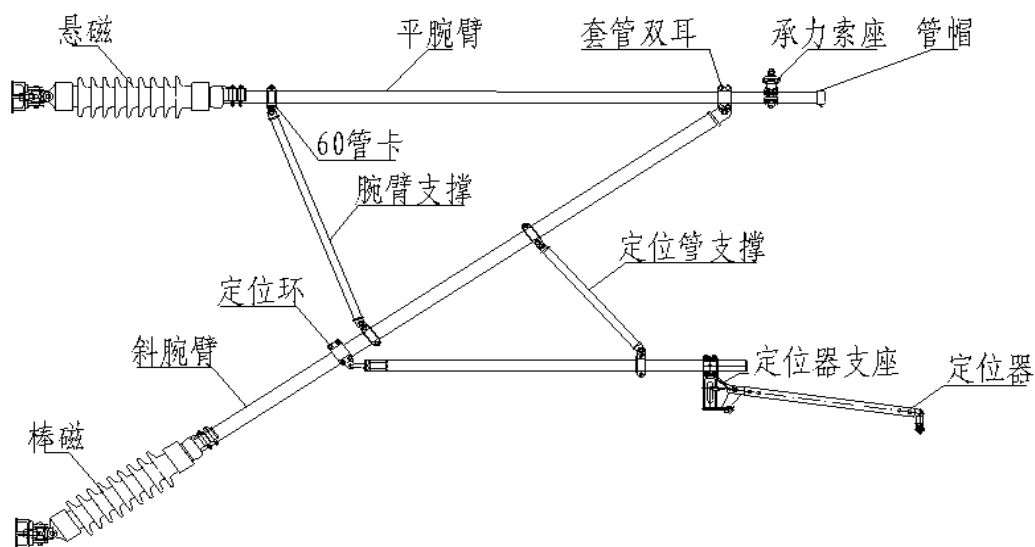 悬磁
平腕臂
套管双耳
承力索座
管帽
60管卡
腕臂支撑
定位管支撑
定位环
斜腕臂
定位器支座
定位器
棒磁